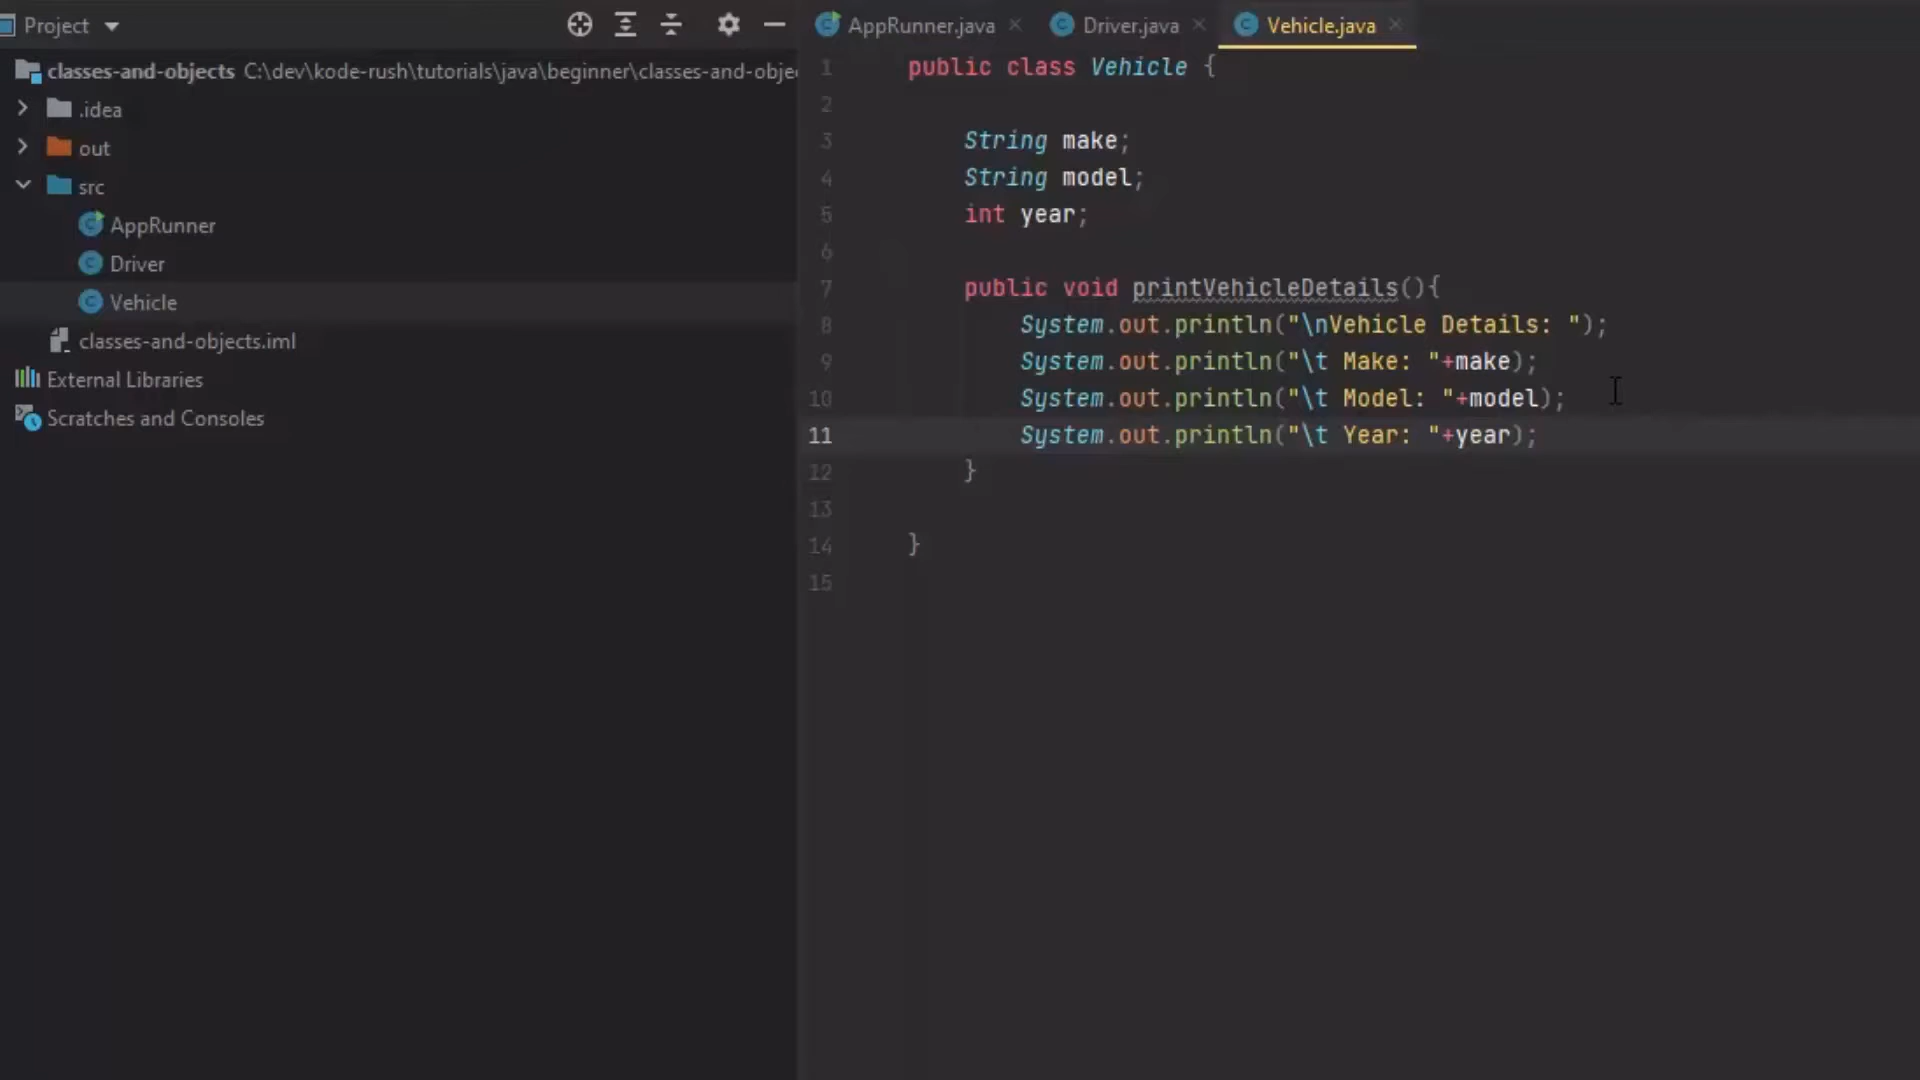 Project
classes-and-objects C:\dev\kode-rush\tutorials\java\beginner\classes-and-obje
.idea
out
src
AppRunner
Driver
Vehicle
classes-and-objects.iml
External Libraries
Scratches and Consoles
AppRunner.java Driver.java Vehicle.java
1 public class Vehicle {
2
3 String make;
4 String model;
5 int year;
6
7 public void printVehicleDetails(){
8 System.out.println("\nVehicle Details: ");
9 System.out.println("\t Make: "+make);
10 System.out.println("\t Model: "+model);
11 System.out.println("\t Year: "+year);
12 }
13
14 }
15